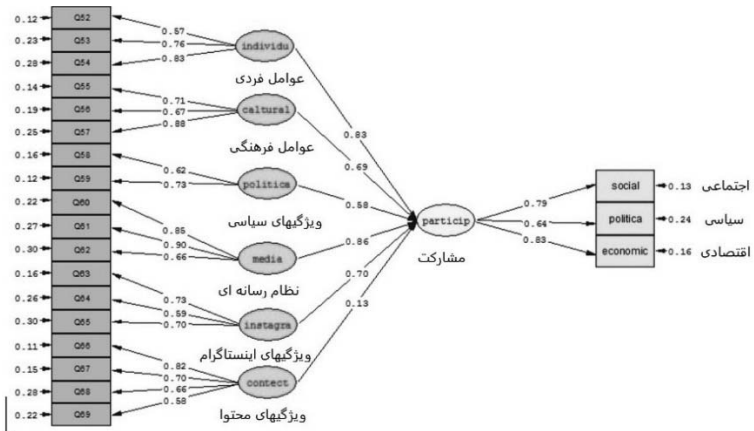 0.12 Q52
0.23 Q53
0.28 Q54
0.14 Q55
0.19 Q56
0.25 Q57
0.16 Q58
0.12 Q59
0.22 Q60
0.27 Q61
0.30 Q62
0.16 Q63
0.26 Q64
0.30 Q65
0.11 Q66
0.15 Q67
0.28 Q68
0.22 Q69
0.57
0.76
0.83
individu
عوامل فردی
0.71
0.67
0.88
caltural
عوامل فرهنگی
0.62
0.73
politica
ویژگیهای سیاسی
0.85
0.90
0.66
media
نظام رسانه ای
0.73
0.59
0.70
instagra
ویژگیهای اینستاگرام
0.82
0.70
0.66
0.58
contect
ویژگیهای محتوا
0.83
0.69
0.58
0.86
0.70
0.13
particip
مشارکت
0.79
0.64
0.83
social 0.13 اجتماعی
politica 0.24 سیاسی
economic 0.16 اقتصادی